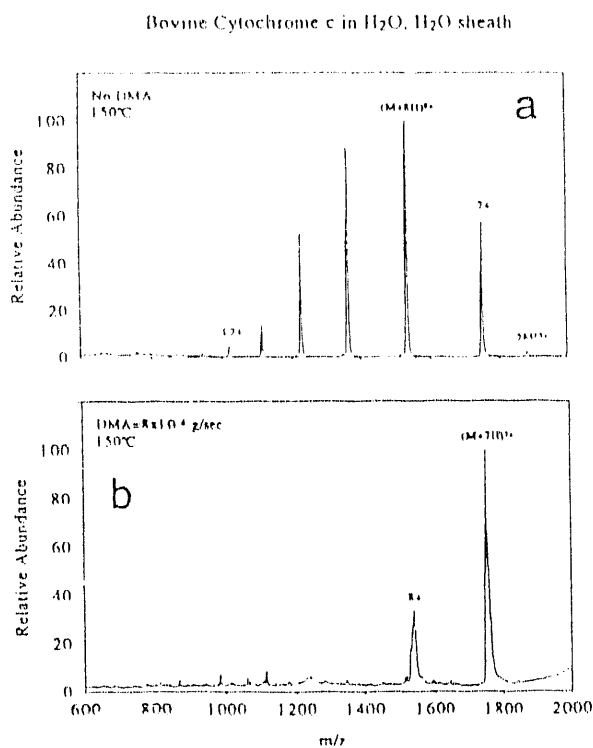 Bovine Cytochrome c in H₂O, H₂O sheath
No DMA
150°C
a
(M+8H)⁸⁺
7+
12+
100
80
60
40
20
0
Relative Abundance
DMA=8x10⁻⁴ g/sec
150°C
b
(M+7H)⁷⁺
8+
100
80
60
40
20
0
Relative Abundance
600 800 1000 1200 1400 1600 1800 2000
m/z